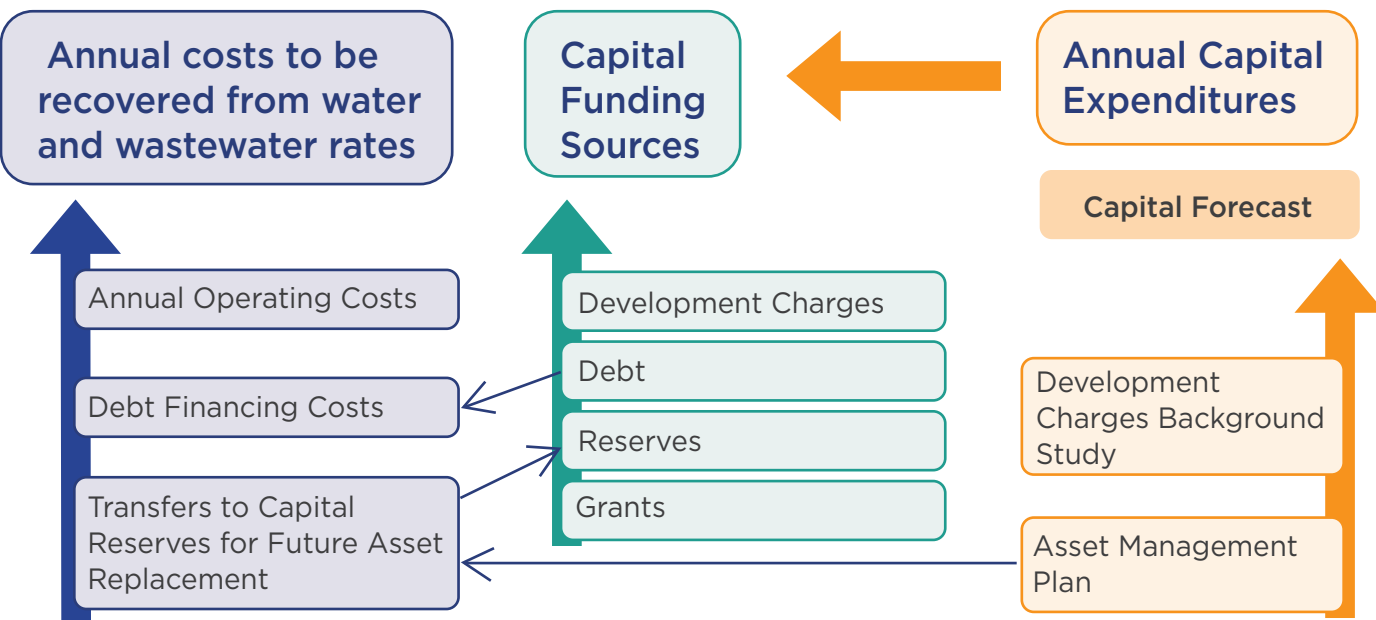 Annual costs to be
recovered from water
and wastewater rates
Annual Operating Costs
Debt Financing Costs
Transfers to Capital
Reserves for Future Asset
Replacement
Capital
Funding
Sources
Development Charges
Debt
Reserves
Grants
Annual Capital
Expenditures
Capital Forecast
Development
Charges Background
Study
Asset Management
Plan